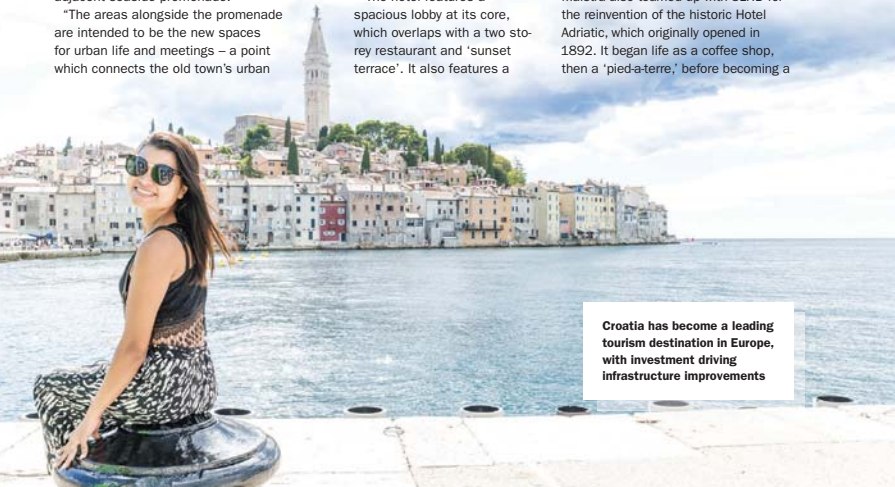 “The areas alongside the promenade
are intended to be the new spaces
for urban life and meetings – a point
which connects the old town’s urban
spacious lobby at its core,
which overlaps with a two sto-
rey restaurant and ‘sunset
terrace’. It also features a
the reinvention of the historic Hotel
Adriatic, which originally opened in
1892. It began life as a coffee shop,
then a ‘pied-a-terre,’ before becoming a
Croatia has become a leading
tourism destination in Europe,
with investment driving
infrastructure improvements